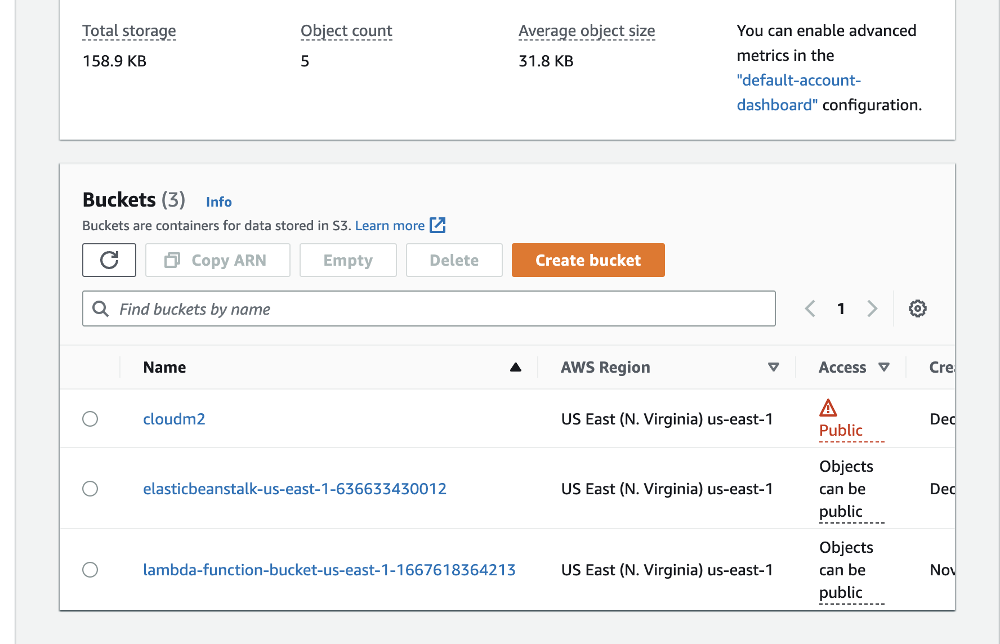 Total storage
158.9 KB
Object count
5
Average object size
31.8 KB
You can enable advanced
metrics in the
"default-account-
dashboard" configuration.
Buckets (3) Info
Buckets are containers for data stored in S3. Learn more
Copy ARN Empty Delete Create bucket
Find buckets by name
1
Name AWS Region Access Cre
cloudm2 US East (N. Virginia) us-east-1 Public Dec
elasticbeanstalk-us-east-1-636633430012 US East (N. Virginia) us-east-1 Objects
can be
public
Dec
lambda-function-bucket-us-east-1-1667618364213 US East (N. Virginia) us-east-1 Objects
can be
public
Nov